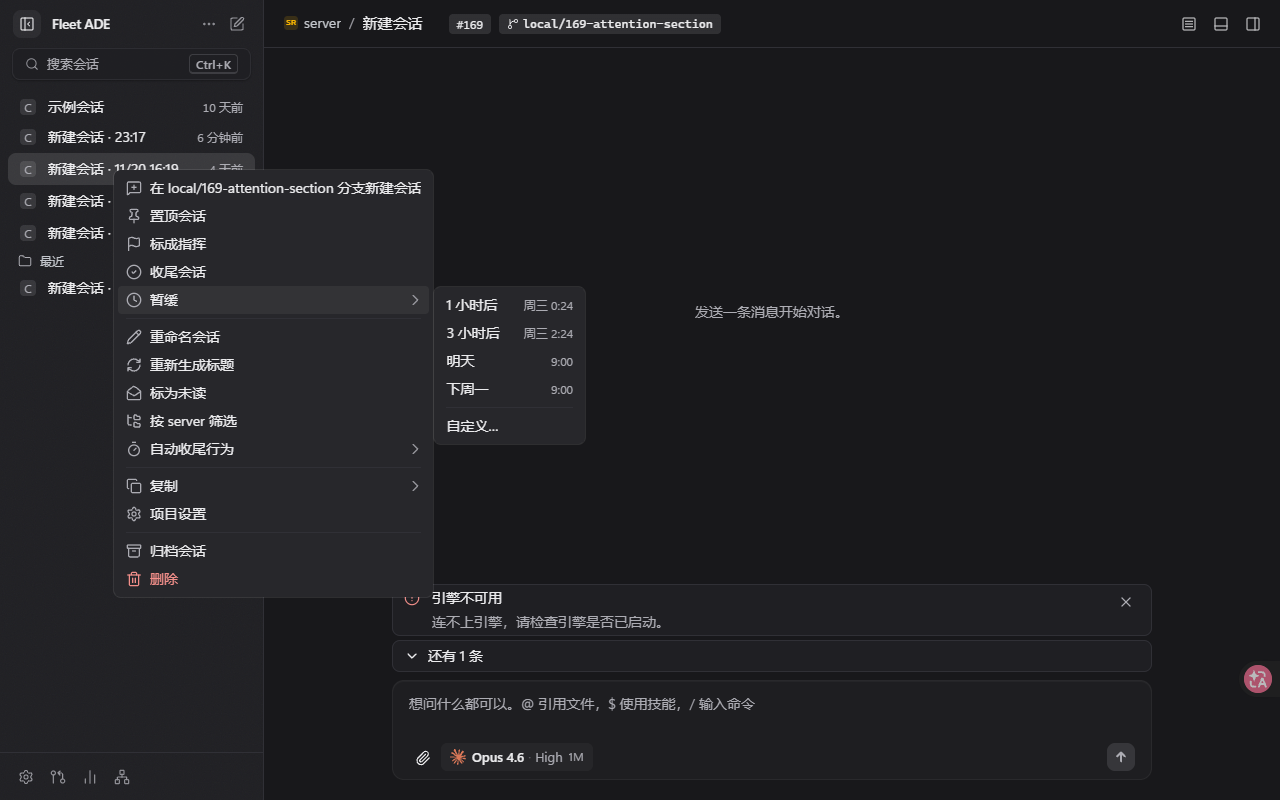 Fleet ADE
搜索会话 Ctrl+K
C 示例会话 10 天前
C 新建会话 · 23:17 6 分钟前
C 新建会话 · 11/20 16:19 4 天前
C 新建会话 ·
C 新建会话 ·
最近
C 新建会话 ·
SR server / 新建会话 #169 local/169-attention-section
在 local/169-attention-section 分支新建会话
置顶会话
标成指挥
收尾会话
暂缓
重命名会话
重新生成标题
标为未读
按 server 筛选
自动收尾行为
复制
项目设置
归档会话
删除
1 小时后 周三 0:24
3 小时后 周三 2:24
明天 9:00
下周一 9:00
自定义...
发送一条消息开始对话。
引擎不可用
连不上引擎，请检查引擎是否已启动。
还有 1 条
想问什么都可以。@ 引用文件，$ 使用技能，/ 输入命令
Opus 4.6 · High 1M